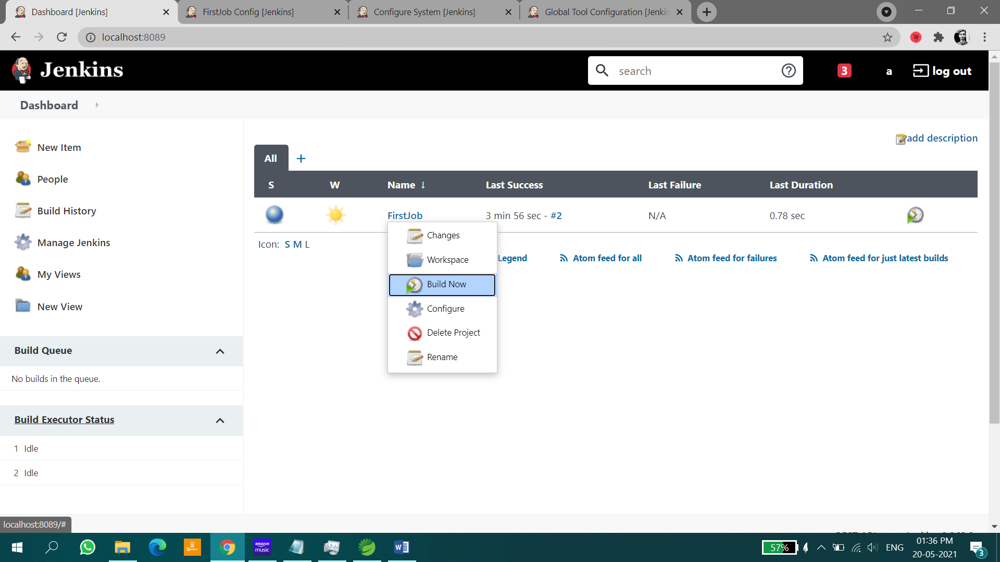 Dashboard [Jenkins]
FirstJob Config [Jenkins]
Configure System [Jenkins]
Global Tool Configuration [Jenkin
localhost:8089
Jenkins
search
3
a
log out
Dashboard
New Item
People
Build History
Manage Jenkins
My Views
New View
Build Queue
No builds in the queue.
Build Executor Status
1 Idle
2 Idle
add description
All +
S W Name ↓ Last Success Last Failure Last Duration
FirstJob 3 min 56 sec - #2 N/A 0.78 sec
Icon: S M L
Legend Atom feed for all Atom feed for failures Atom feed for just latest builds
Changes
Workspace
Build Now
Configure
Delete Project
Rename
localhost:8089/#
amazon
music
57%
ENG
01:36 PM
20-05-2021
3